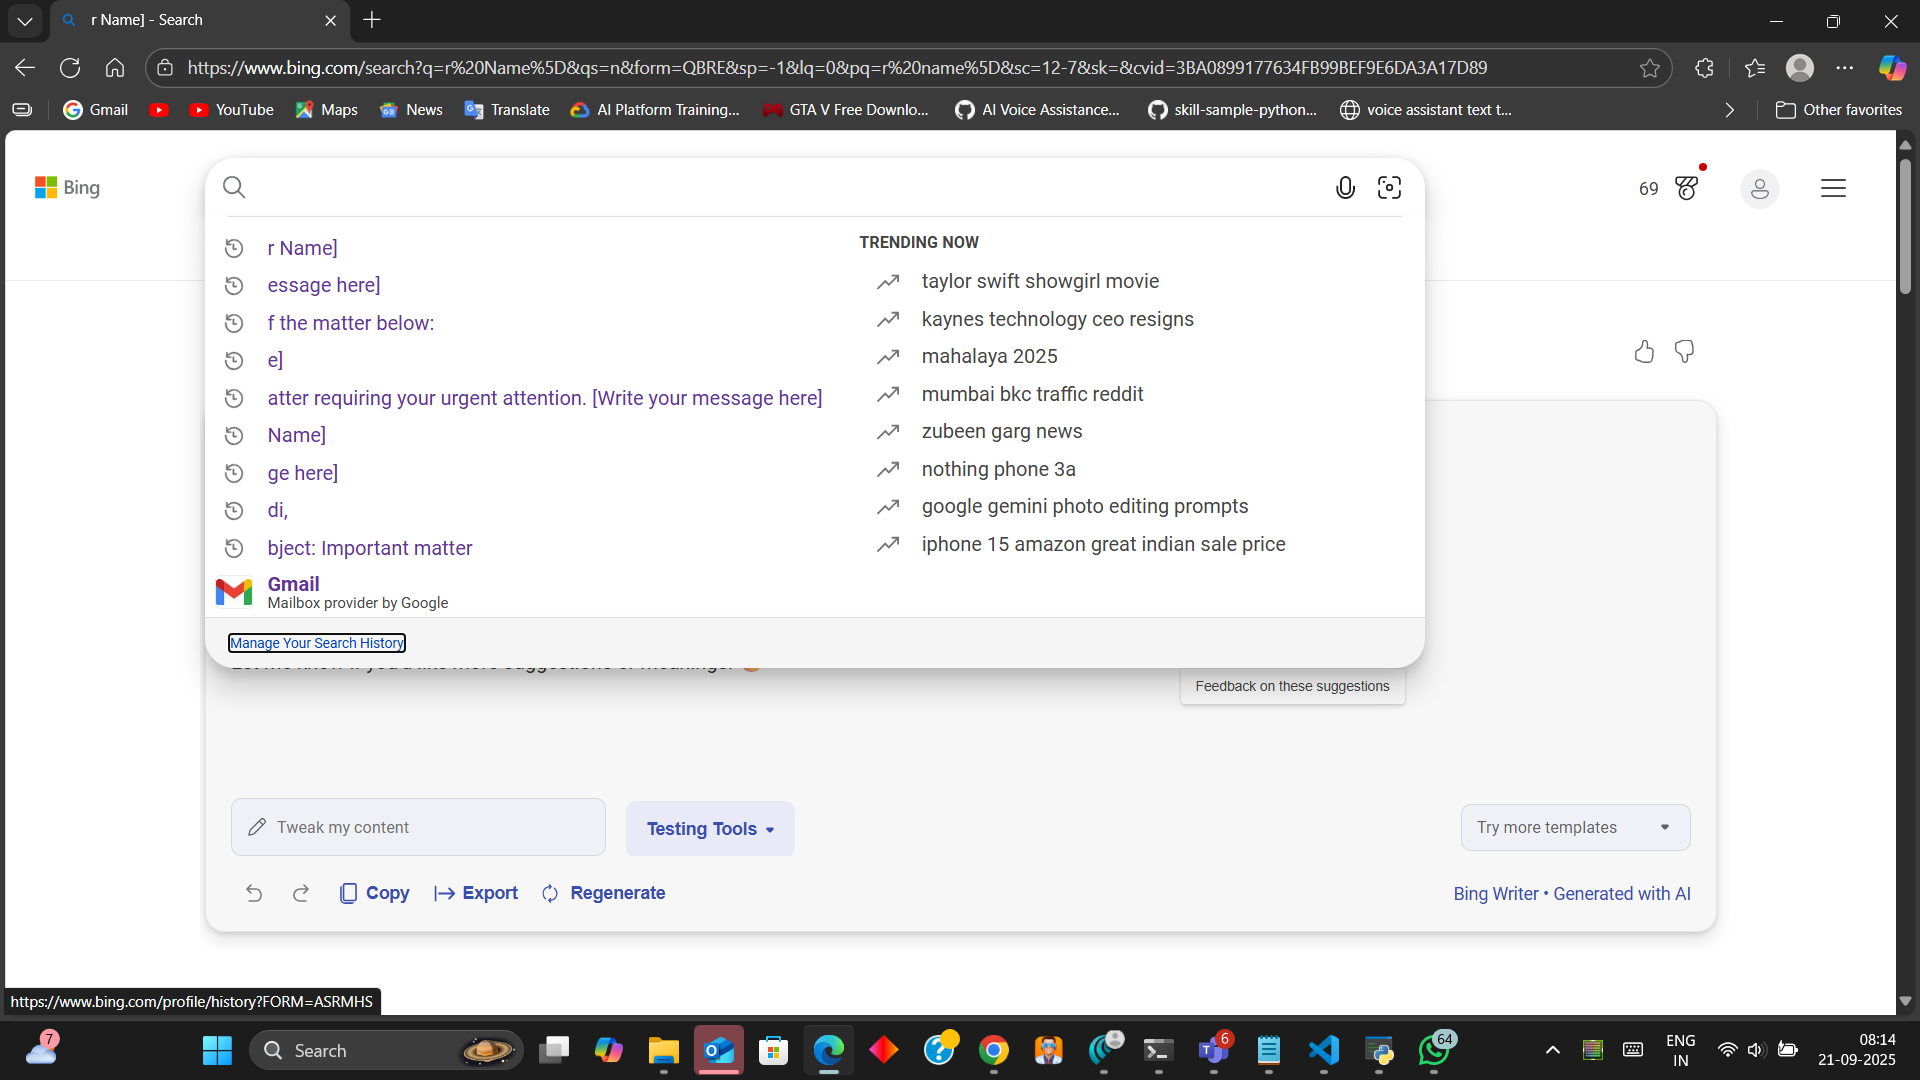 r Name] - Search
https://www.bing.com/search?q=r%20Name%5D&qs=n&form=QBRE&sp=-1&lq=0&pq=r%20name%5D&sc=12-7&sk=&cvid=3BA0899177634FB99BEF9E6DA3A17D89
Gmail YouTube Maps News Translate AI Platform Training... GTA V Free Downlo... AI Voice Assistance... skill-sample-python... voice assistant text t... Other favorites
Bing
69
r Name]
essage here]
f the matter below:
e]
atter requiring your urgent attention. [Write your message here]
Name]
ge here]
di,
bject: Important matter
Gmail
Mailbox provider by Google
TRENDING NOW
taylor swift showgirl movie
kaynes technology ceo resigns
mahalaya 2025
mumbai bkc traffic reddit
zubeen garg news
nothing phone 3a
google gemini photo editing prompts
iphone 15 amazon great indian sale price
Manage Your Search History
Feedback on these suggestions
Tweak my content
Testing Tools
Try more templates
Copy Export Regenerate
Bing Writer • Generated with AI
https://www.bing.com/profile/history?FORM=ASRMHS
7
Search
6
64
ENG
IN
08:14
21-09-2025